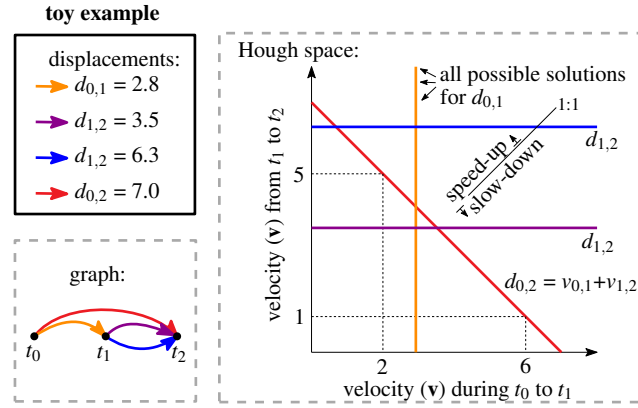 toy example
displacements:
d0,1 = 2.8
d1,2 = 3.5
d1,2 = 6.3
d0,2 = 7.0
graph:
t0
t1
t2
Hough space:
all possible solutions
for d0,1
1:1
speed-up
slow-down
d1,2
d1,2
d0,2 = v0,1+v1,2
5
1
2
6
velocity (v) from t1 to t2
velocity (v) during t0 to t1